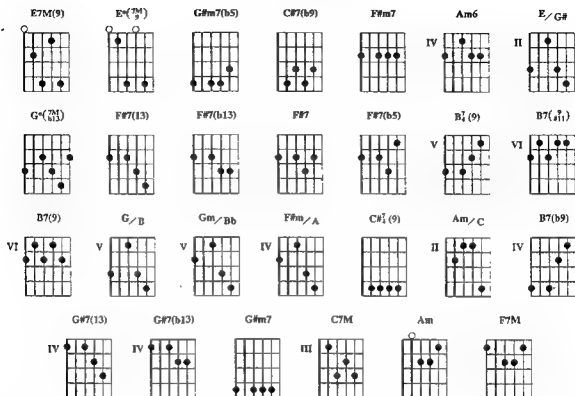 E7M(9) E°(7M 9) G#m7(b5) C#7(b9) F#m7 Am6 E/G#
IV II
G°(7M b13) F#7(13) F#7(b13) F#7 F#7(b5) B7 4(9) B7(9 #11)
V VI
B7(9) G/B Gm/Bb F#m/A C#7 4(9) Am/C B7(b9)
VI V V IV II IV
G#7(13) G#7(b13) G#m7 C7M Am F7M
IV IV III